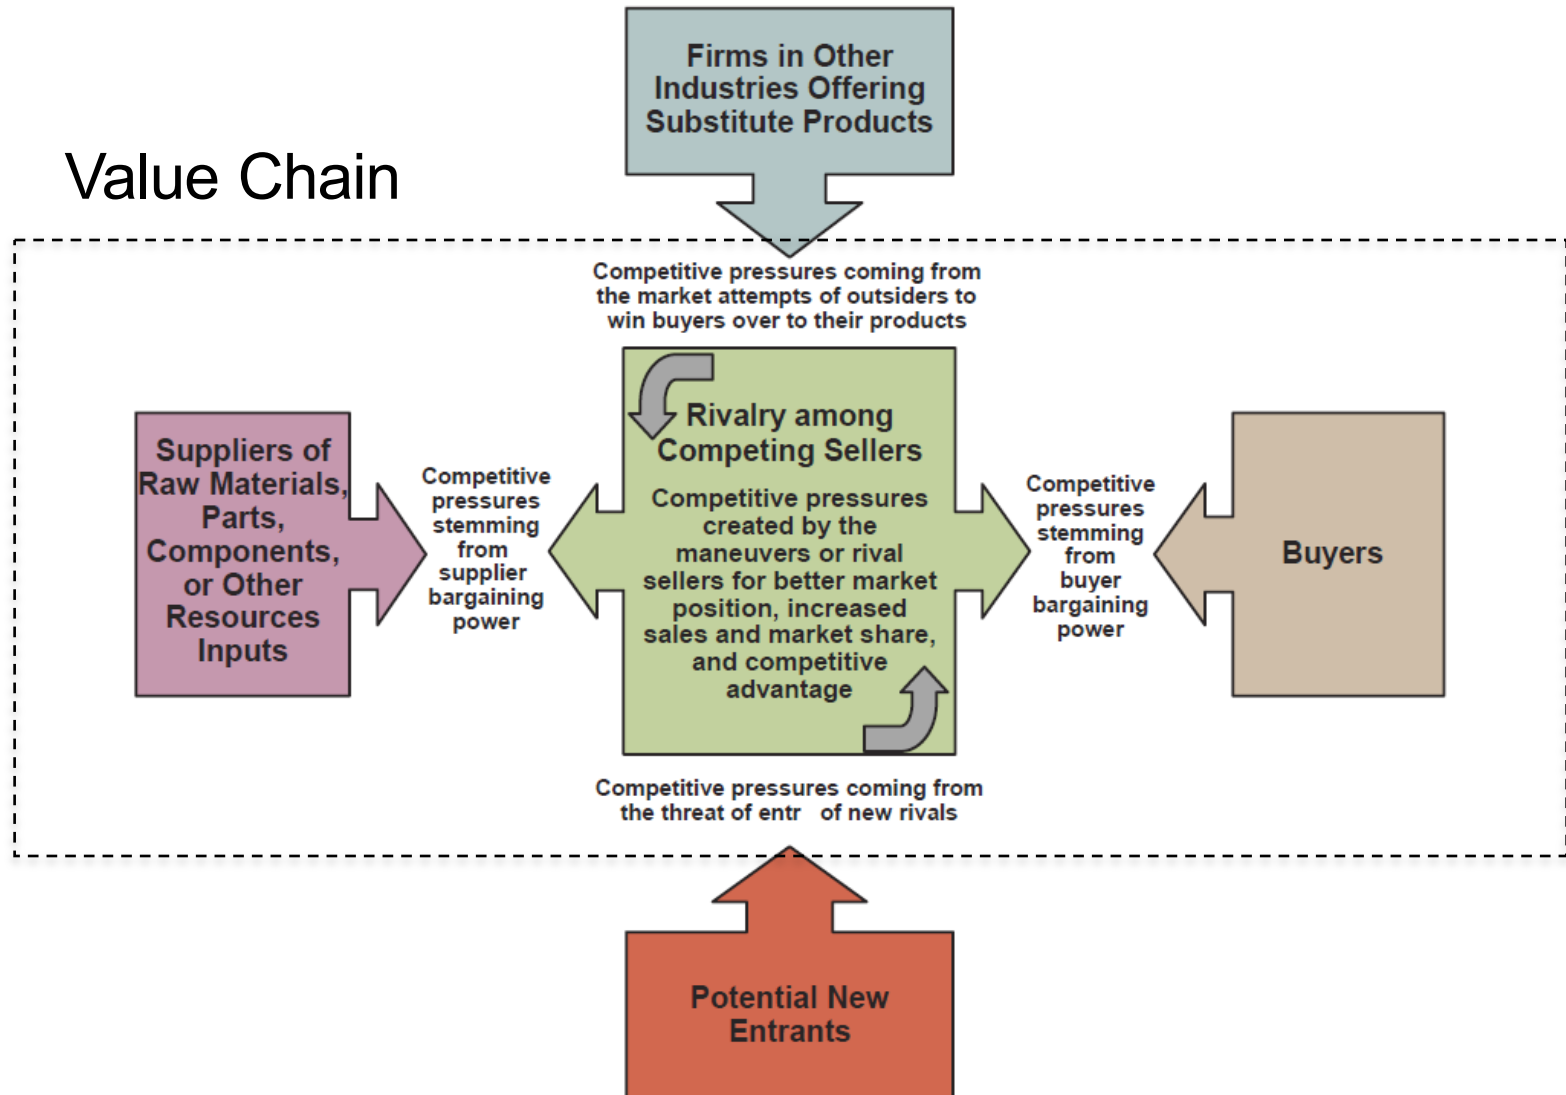 Firms in Other
Industries Offering
Substitute Products
Value Chain
Competitive pressures coming from
the market attempts of outsiders to
win buyers over to their products
Suppliers of
Raw Materials,
Parts,
Components,
or Other
Resources
Inputs
Competitive
pressures
stemming
from
supplier
bargaining
power
Rivalry among
Competing Sellers
Competitive pressures
created by the
maneuvers or rival
sellers for better market
position, increased
sales and market share,
and competitive
advantage
Competitive
pressures
stemming
from
buyer
bargaining
power
Buyers
Competitive pressures coming from
the threat of entr of new rivals
Potential New
Entrants